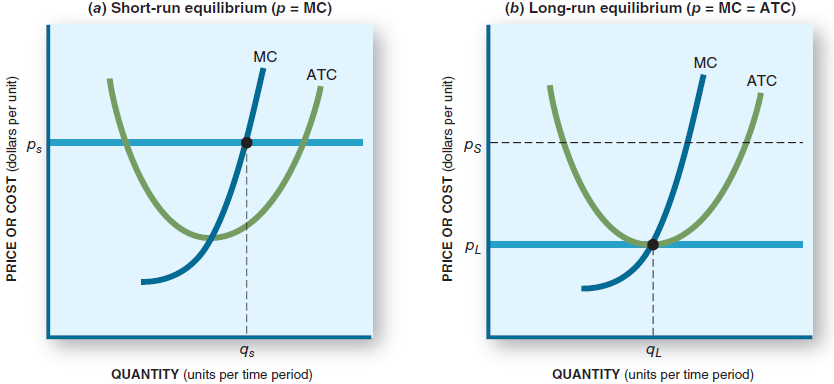 (a) Short-run equilibrium (p = MC)
MC
ATC
ps
PRICE OR COST (dollars per unit)
qs
QUANTITY (units per time period)
(b) Long-run equilibrium (p = MC = ATC)
MC
ATC
pS
pL
PRICE OR COST (dollars per unit)
qL
QUANTITY (units per time period)